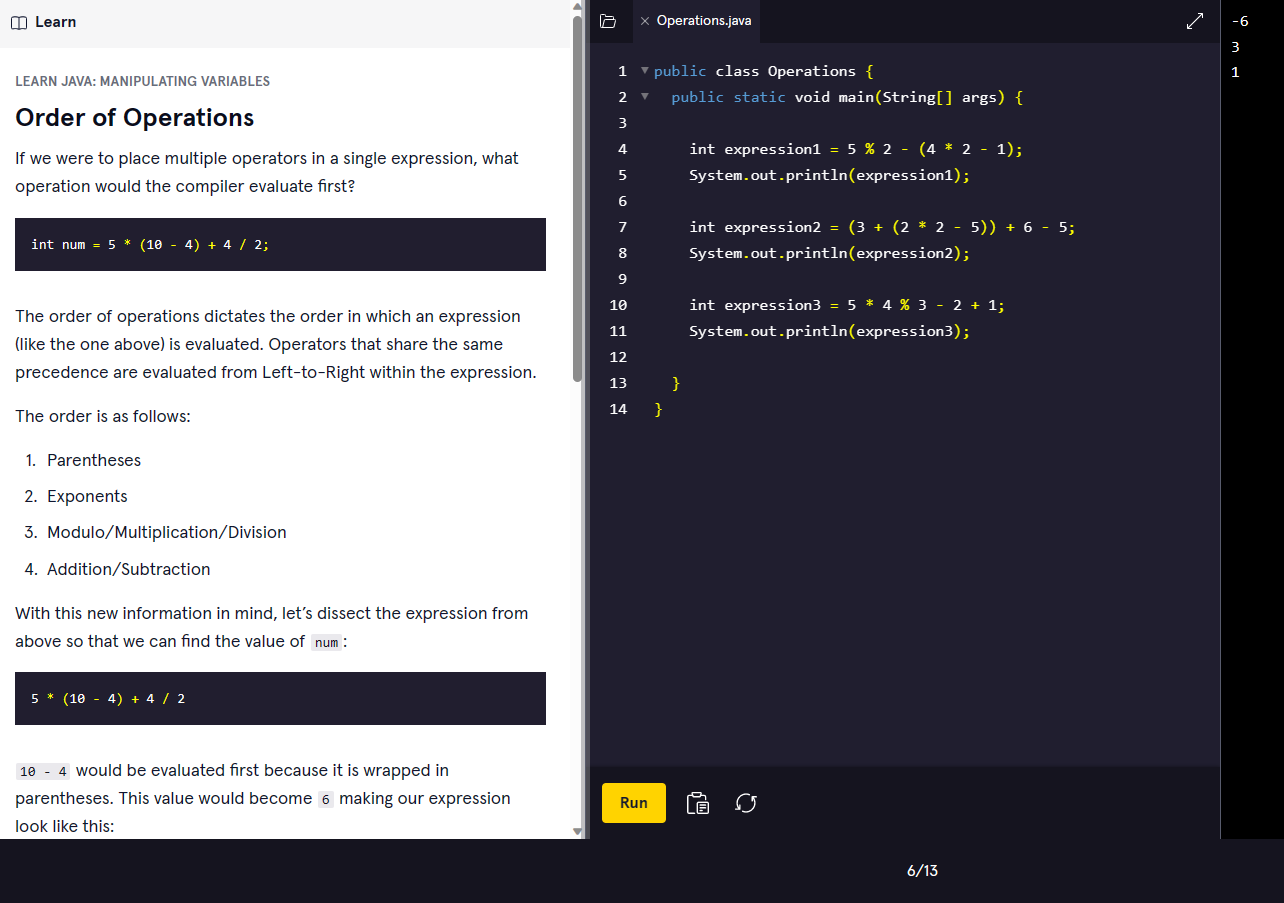 Learn
LEARN JAVA: MANIPULATING VARIABLES
Order of Operations
If we were to place multiple operators in a single expression, what
operation would the compiler evaluate first?
int num = 5 * (10 - 4) + 4 / 2;
The order of operations dictates the order in which an expression
(like the one above) is evaluated. Operators that share the same
precedence are evaluated from Left-to-Right within the expression.
The order is as follows:
1. Parentheses
2. Exponents
3. Modulo/Multiplication/Division
4. Addition/Subtraction
With this new information in mind, let’s dissect the expression from
above so that we can find the value of num:
5 * (10 - 4) + 4 / 2
10 - 4 would be evaluated first because it is wrapped in
parentheses. This value would become 6 making our expression
look like this:
Operations.java
1 public class Operations {
2 public static void main(String[] args) {
3
4 int expression1 = 5 % 2 - (4 * 2 - 1);
5 System.out.println(expression1);
6
7 int expression2 = (3 + (2 * 2 - 5)) + 6 - 5;
8 System.out.println(expression2);
9
10 int expression3 = 5 * 4 % 3 - 2 + 1;
11 System.out.println(expression3);
12
13 }
14 }
Run
-6
3
1
6/13